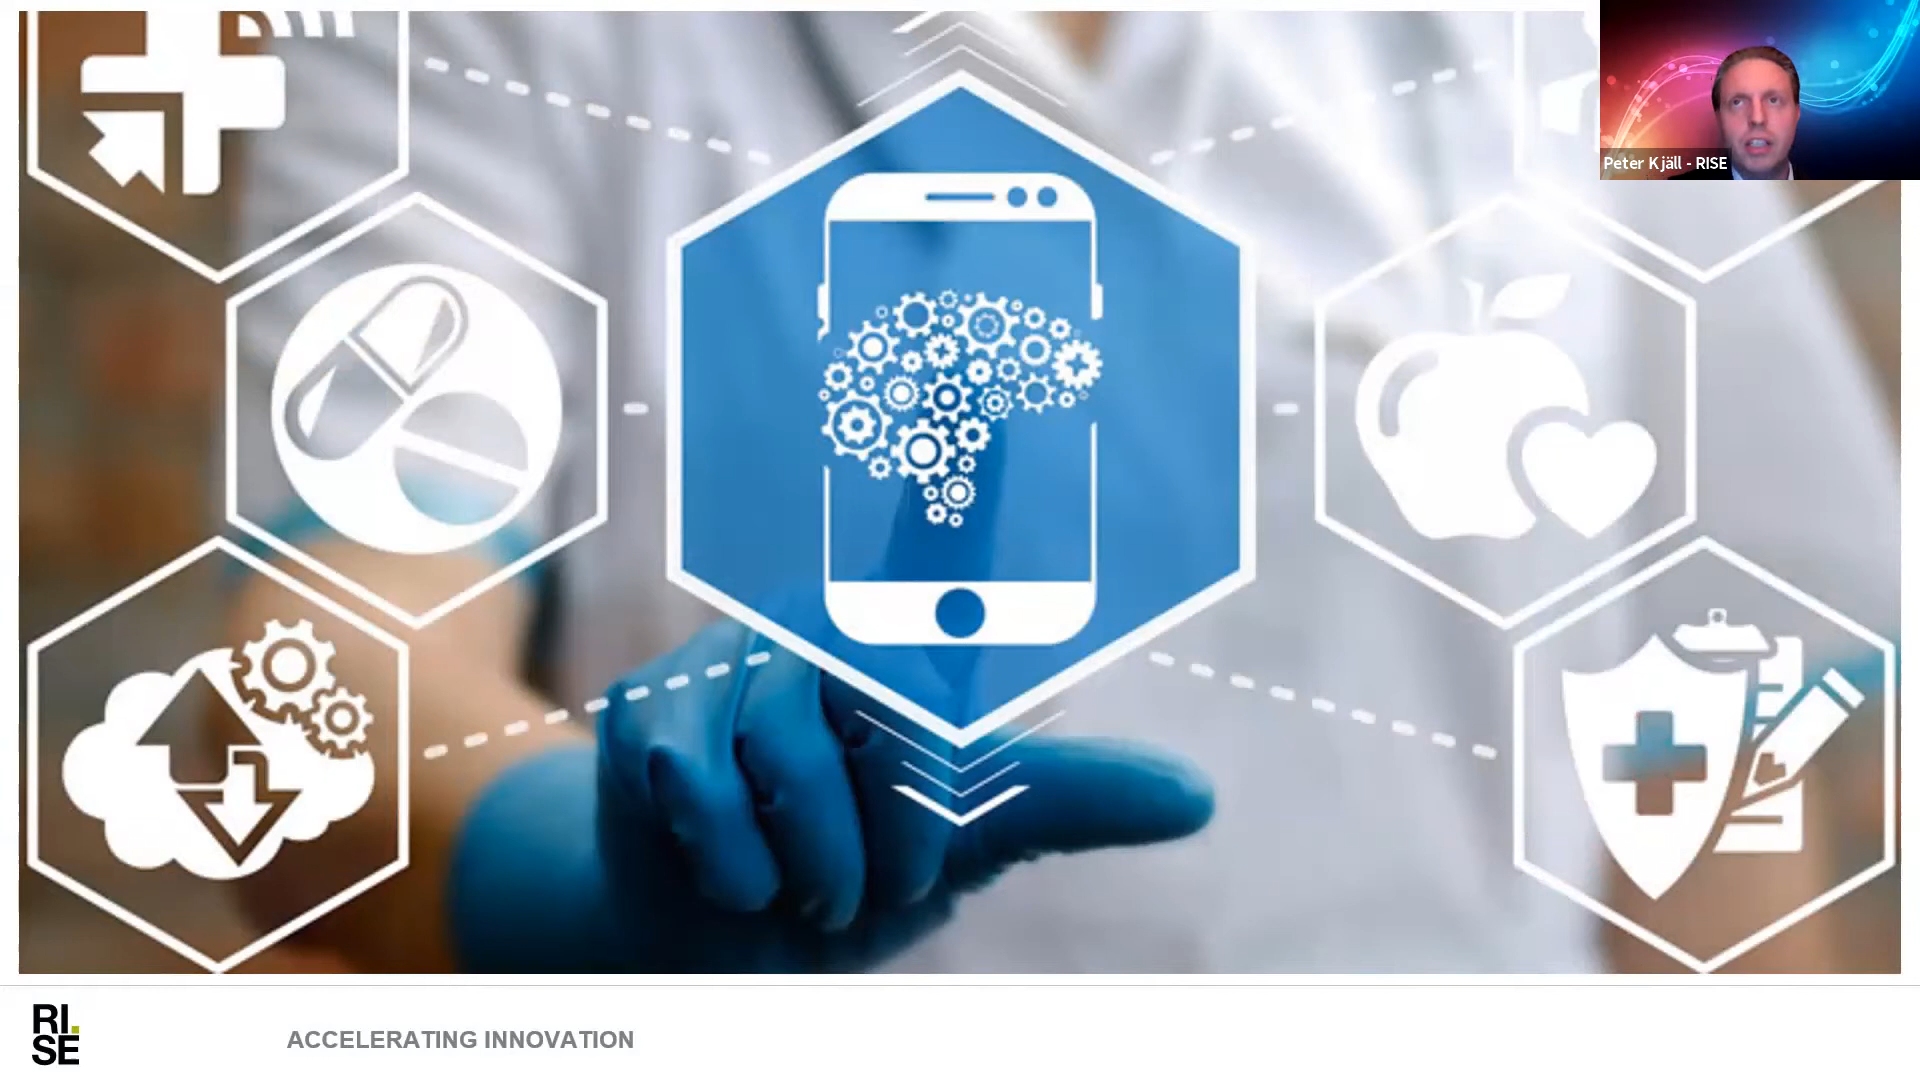 Peter Kjäll - RISE
RI.
SE
ACCELERATING INNOVATION